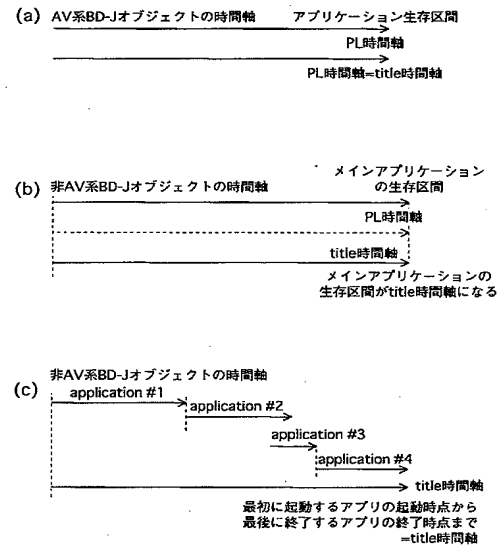 (a) AV系BD-Jオブジェクトの時間軸 アプリケーション生存区間
PL時間軸
PL時間軸=title時間軸
(b) 非AV系BD-Jオブジェクトの時間軸
メインアプリケーション
の生存区間
PL時間軸
title時間軸
メインアプリケーションの
生存区間がtitle時間軸になる
(c) 非AV系BD-Jオブジェクトの時間軸
application #1
application #2
application #3
application #4
title時間軸
最初に起動するアプリの起動時点から
最後に終了するアプリの終了時点まで
=title時間軸